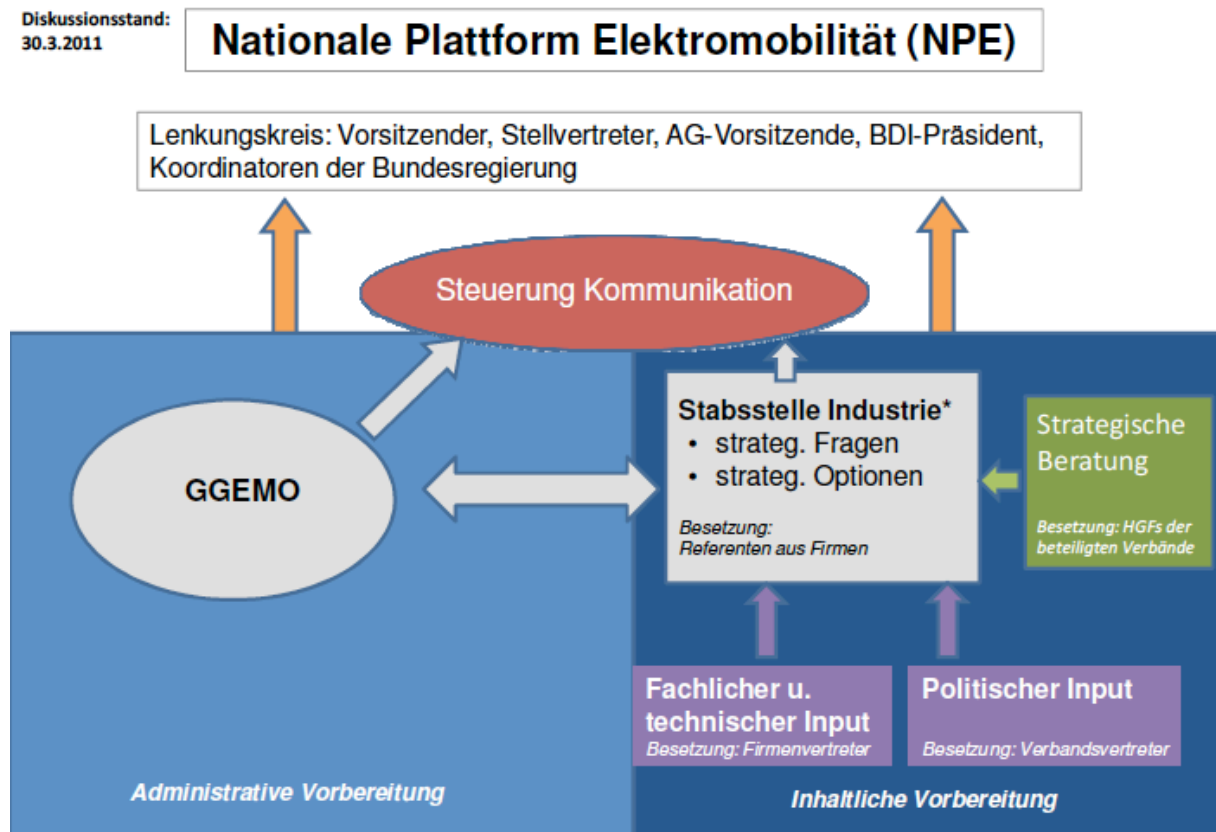 Diskussionsstand:
30.3.2011
Nationale Plattform Elektromobilität (NPE)
Lenkungskreis: Vorsitzender, Stellvertreter, AG-Vorsitzende, BDI-Präsident,
Koordinatoren der Bundesregierung
Steuerung Kommunikation
GGEMO
Stabsstelle Industrie*
• strateg. Fragen
• strateg. Optionen
Besetzung:
Referenten aus Firmen
Strategische
Beratung
Besetzung: HGFs der
beteiligten Verbände
Fachlicher u.
technischer Input
Besetzung: Firmenvertreter
Politischer Input
Besetzung: Verbandsvertreter
Administrative Vorbereitung
Inhaltliche Vorbereitung